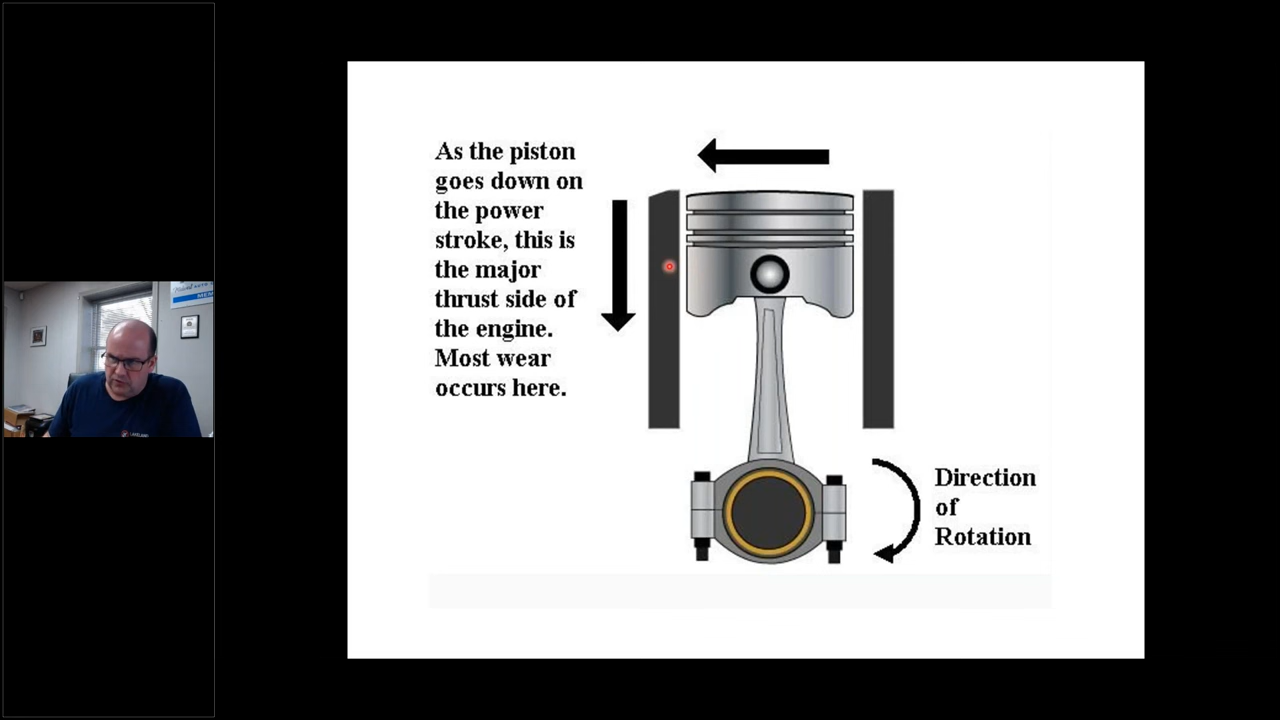 As the piston
goes down on
the power
stroke, this is
the major
thrust side of
the engine.
Most wear
occurs here.
Direction
of
Rotation